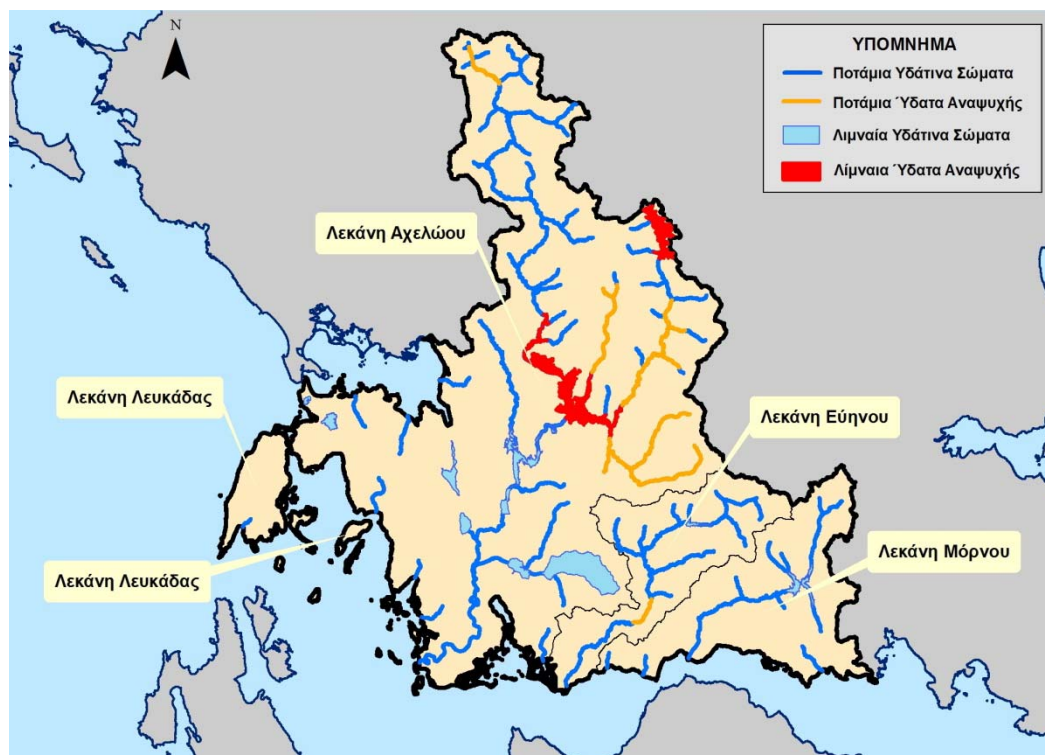 N
ΥΠΟΜΝΗΜΑ
Ποτάμια Υδάτινα Σώματα
Ποτάμια Ύδατα Αναψυχής
Λιμναία Υδάτινα Σώματα
Λίμναια Ύδατα Αναψυχής
Λεκάνη Αχελώου
Λεκάνη Λευκάδας
Λεκάνη Εύηνου
Λεκάνη Μόρνου
Λεκάνη Λευκάδας